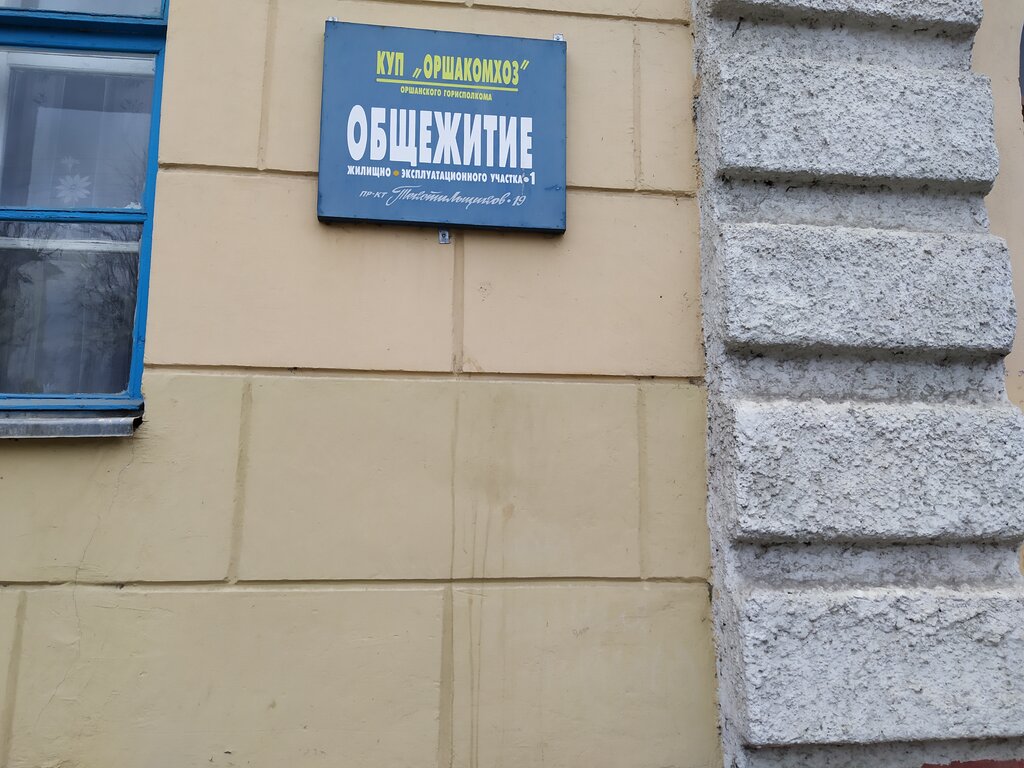 КУП „ОРШАКОМХОЗ"
ОРШАНСКОГО ГОРИСПОЛКОМА
ОБЩЕЖИТИЕ
ЖИЛИЩНО • ЭКСПЛУАТАЦИОННОГО УЧАСТКА • 1
ПР-КТ Текстильщиков • 19